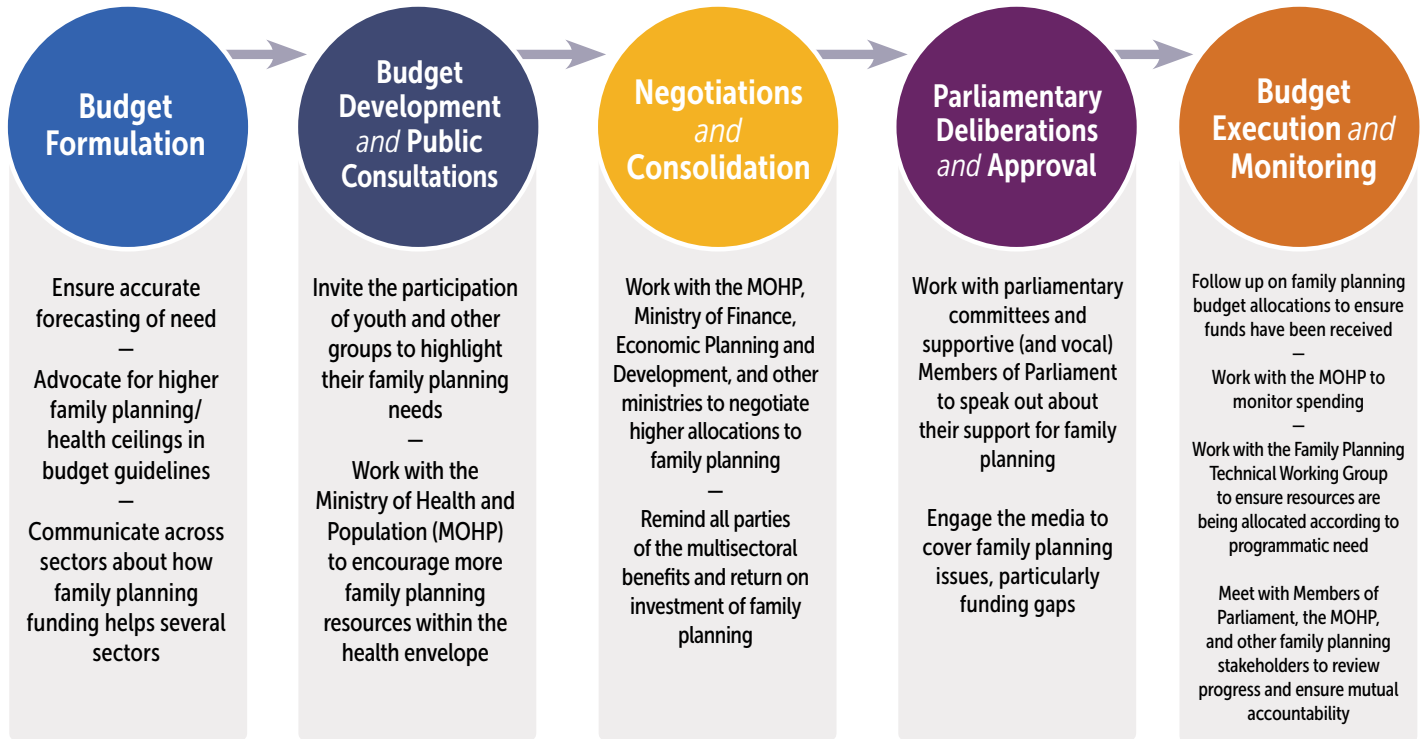 Budget
Formulation
Ensure accurate
forecasting of need
—
Advocate for higher
family planning/
health ceilings in
budget guidelines
—
Communicate across
sectors about how
family planning
funding helps several
sectors
Budget
Development
and Public
Consultations
Invite the participation
of youth and other
groups to highlight
their family planning
needs
—
Work with the
Ministry of Health and
Population (MOHP)
to encourage more
family planning
resources within the
health envelope
Negotiations
and
Consolidation
Work with the MOHP,
Ministry of Finance,
Economic Planning and
Development, and other
ministries to negotiate
higher allocations to
family planning
—
Remind all parties
of the multisectoral
benefits and return on
investment of family
planning
Parliamentary
Deliberations
and Approval
Work with parliamentary
committees and
supportive (and vocal)
Members of Parliament
to speak out about
their support for family
planning
Engage the media to
cover family planning
issues, particularly
funding gaps
Budget
Execution and
Monitoring
Follow up on family planning
budget allocations to ensure
funds have been received
—
Work with the MOHP to
monitor spending
—
Work with the Family Planning
Technical Working Group
to ensure resources are
being allocated according to
programmatic need
Meet with Members of
Parliament, the MOHP,
and other family planning
stakeholders to review
progress and ensure mutual
accountability